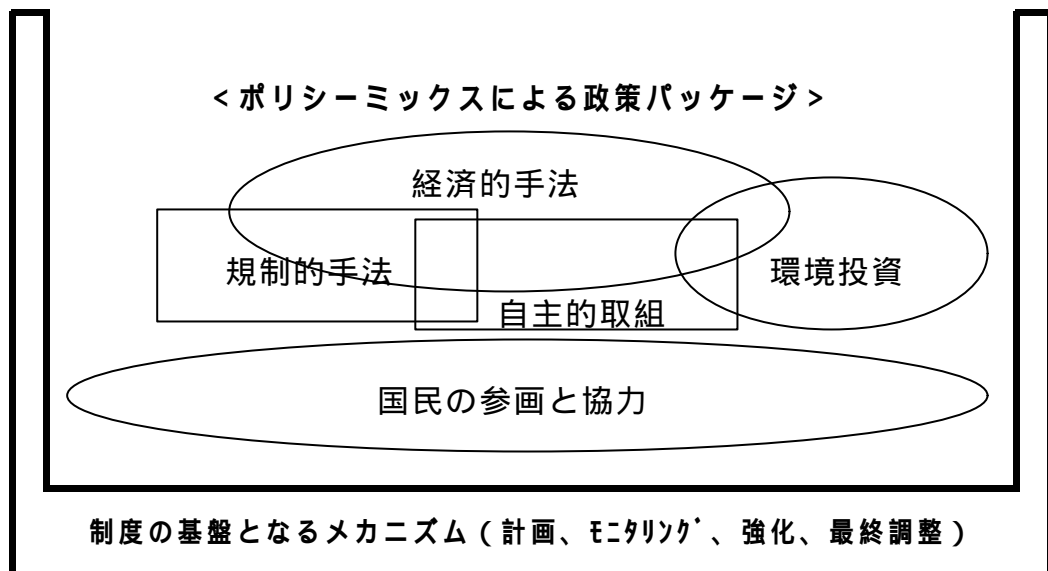 <ポリシーミックスによる政策パッケージ>
経済的手法
規制的手法
環境投資
自主的取組
国民の参画と協力
制度の基盤となるメカニズム(計画、ﾓﾆﾀﾘﾝｸﾞ、強化、最終調整)